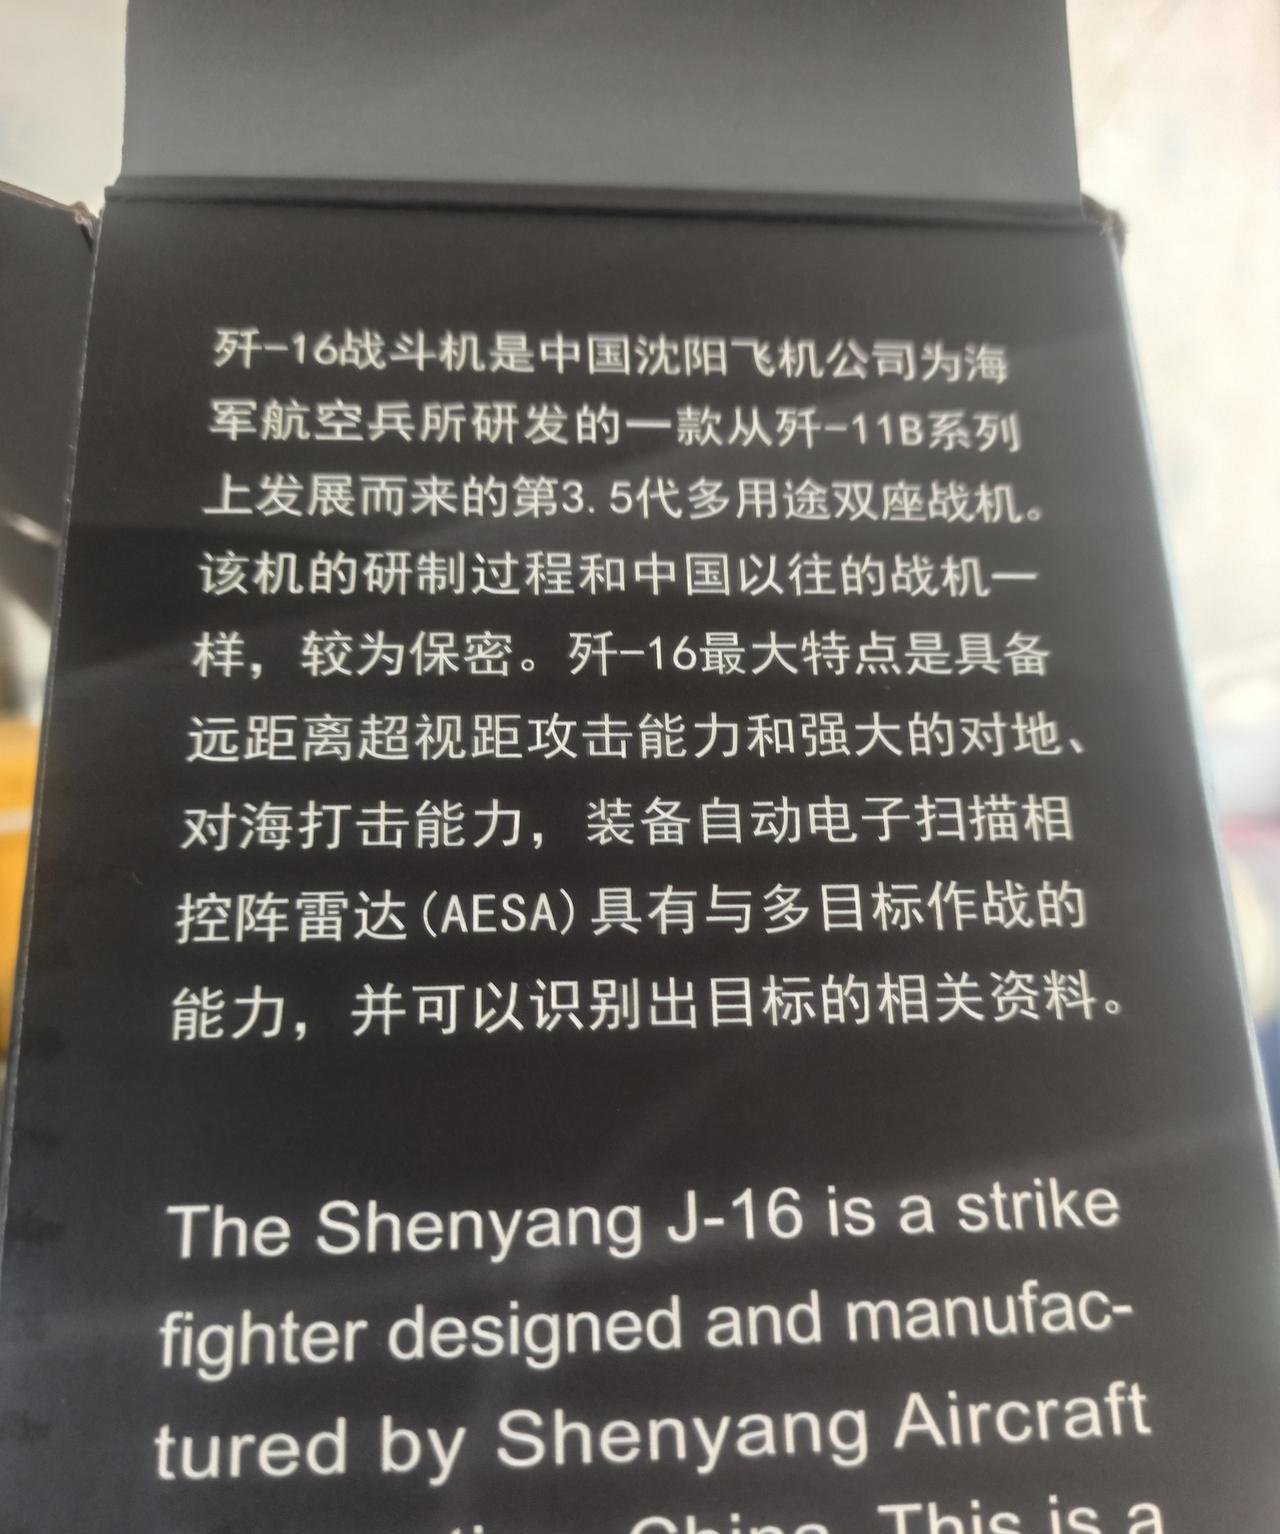 歼-16战斗机是中国沈阳飞机公司为海
军航空兵所研发的一款从歼-11B系列
上发展而来的第3.5代多用途双座战机。
该机的研制过程和中国以往的战机一
样，较为保密。歼-16最大特点是具备
远距离超视距攻击能力和强大的对地、
对海打击能力，装备自动电子扫描相
控阵雷达(AESA)具有与多目标作战的
能力，并可以识别出目标的相关资料。
The Shenyang J-16 is a strike
fighter designed and manufac-
tured by Shenyang Aircraft
China. This is a